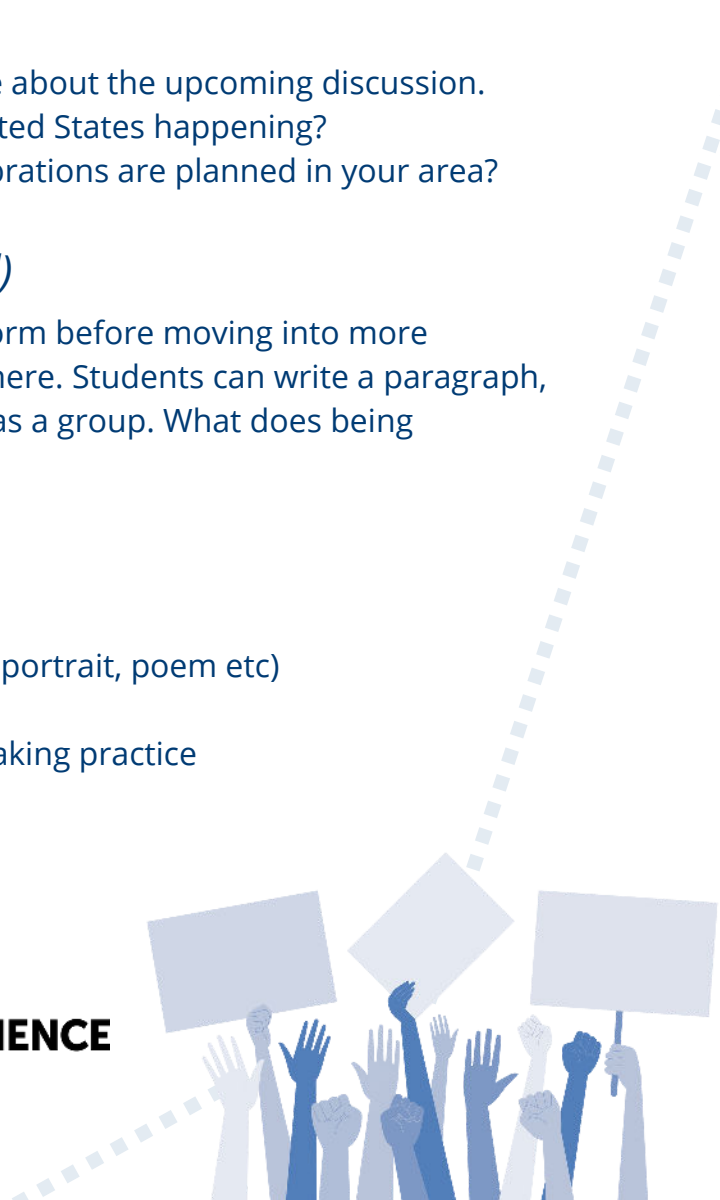 about the upcoming discussion.
ted States happening?
orations are planned in your area?
)
orm before moving into more
here. Students can write a paragraph,
as a group. What does being
portrait, poem etc)
aking practice
IENCE